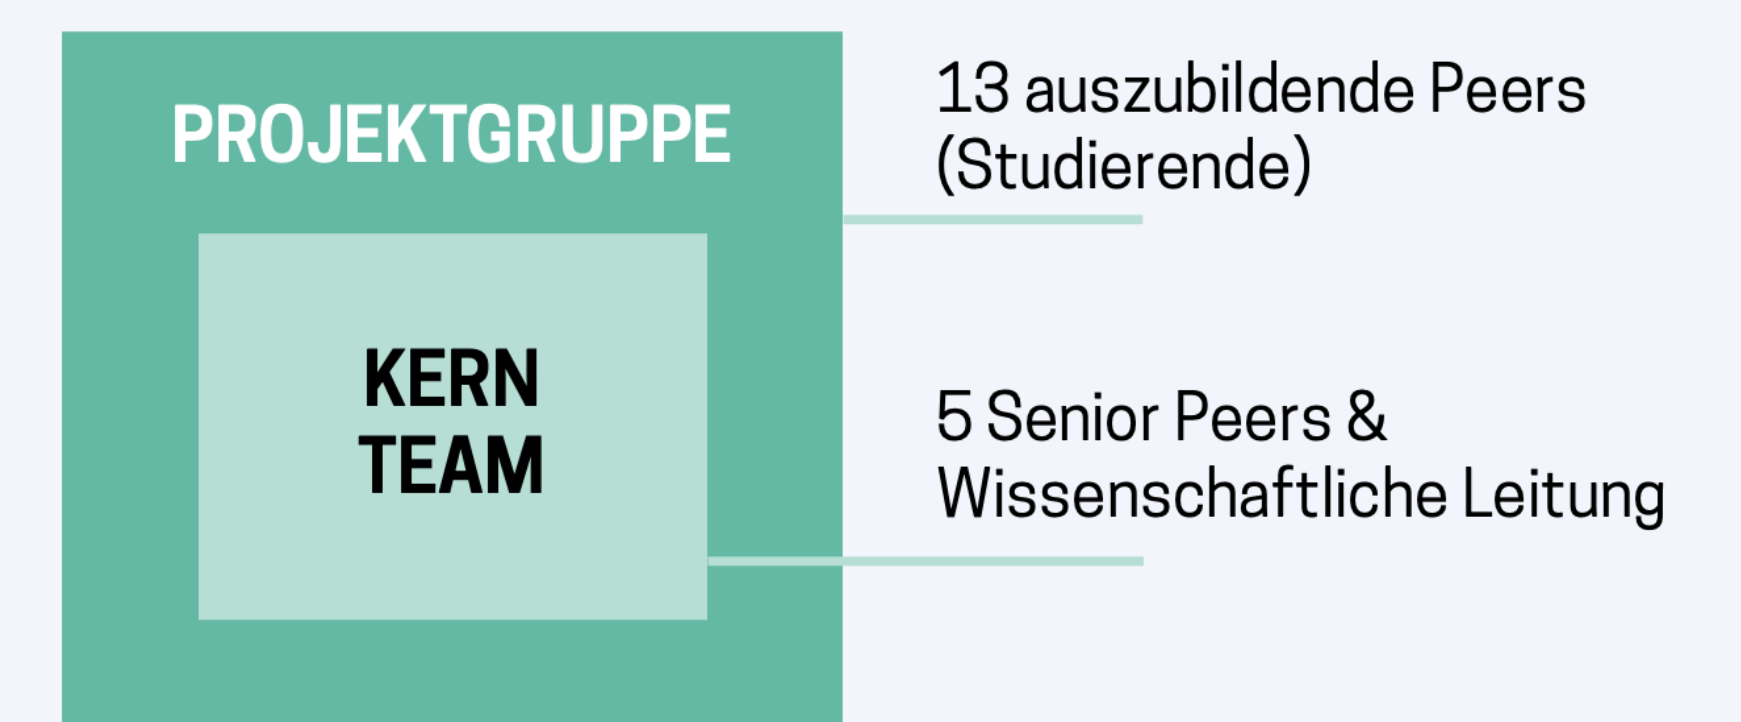 PROJEKTGRUPPE
13 auszubildende Peers
(Studierende)
KERN
TEAM
5 Senior Peers &
Wissenschaftliche Leitung